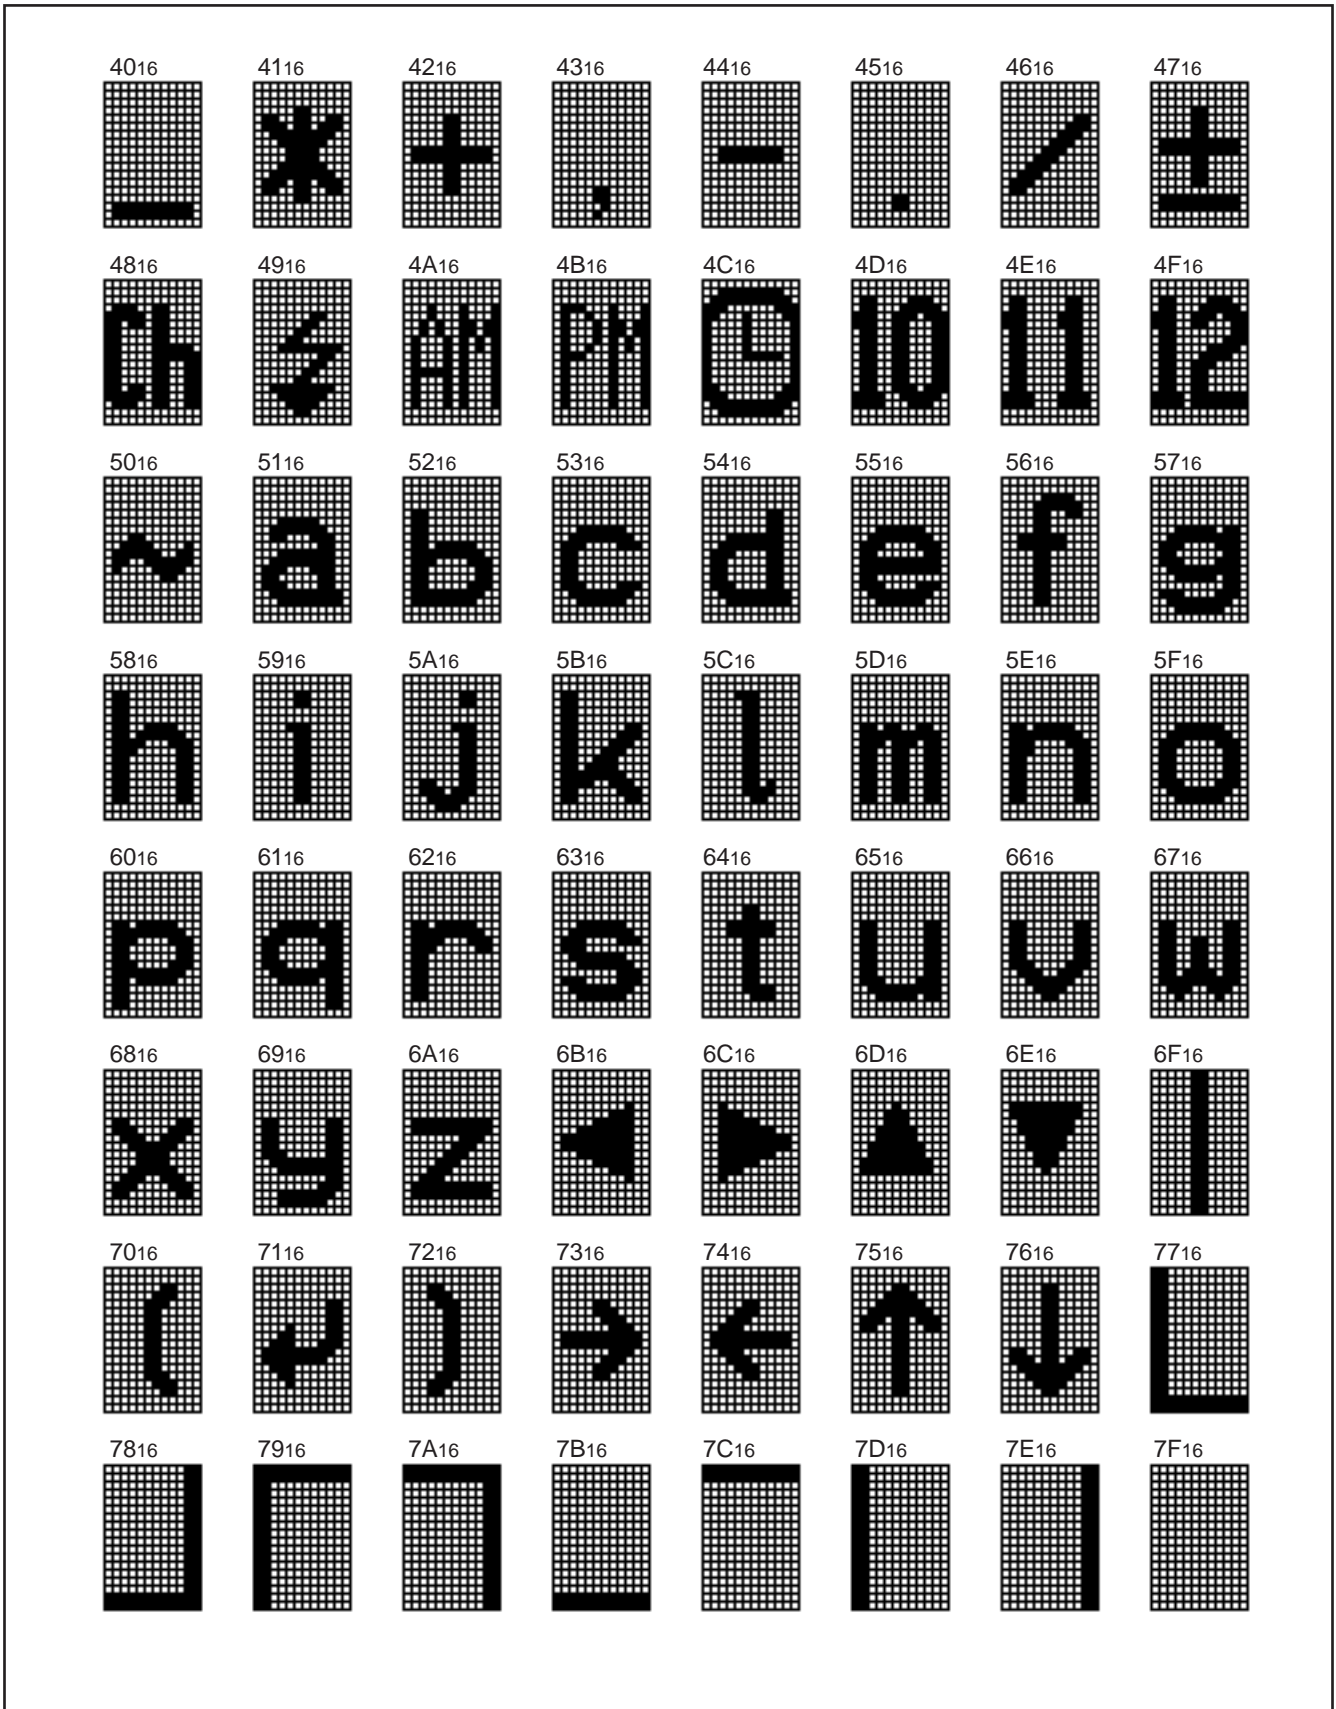 4016 4116 4216 4316 4416 4516 4616 4716
_ * + , - . / ±
4816 4916 4A16 4B16 4C16 4D16 4E16 4F16
Ch AM PM 10 11 12
5016 5116 5216 5316 5416 5516 5616 5716
~ a b c d e f g
5816 5916 5A16 5B16 5C16 5D16 5E16 5F16
h i j k l m n o
6016 6116 6216 6316 6416 6516 6616 6716
p q r s t u v w
6816 6916 6A16 6B16 6C16 6D16 6E16 6F16
x y z ◀ ▶ ▲ ▼ |
7016 7116 7216 7316 7416 7516 7616 7716
( ↲ ) → ← ↑ ↓
7816 7916 7A16 7B16 7C16 7D16 7E16 7F16